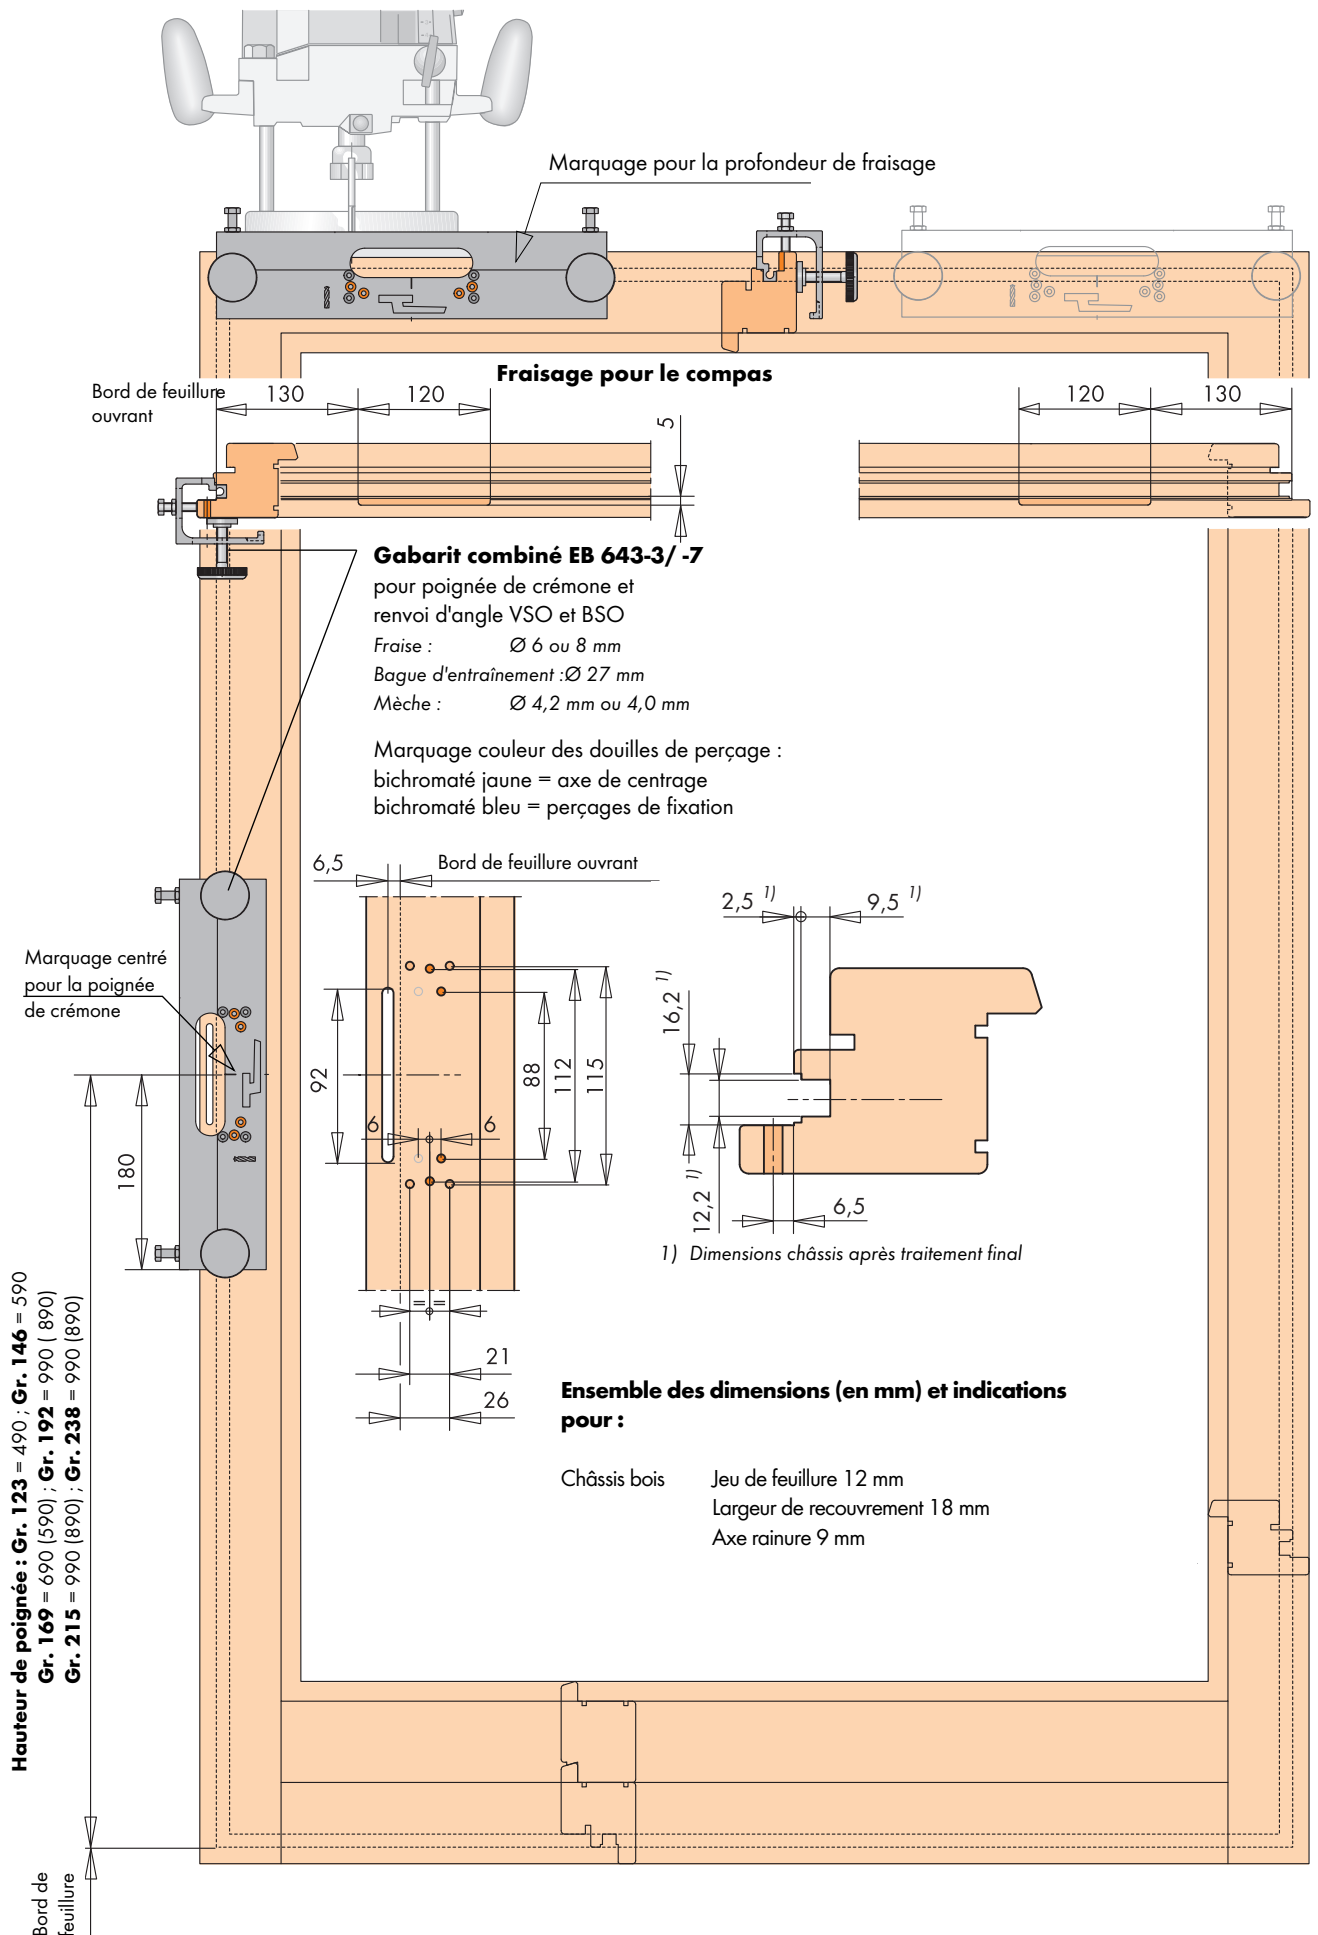 Marquage pour la profondeur de fraisage
Fraisage pour le compas
Bord de feuillure
ouvrant
130
120
120
130
5
Gabarit combiné EB 643-3/ -7
pour poignée de crémone et
renvoi d'angle VSO et BSO
Fraise : Ø 6 ou 8 mm
Bague d'entraînement :Ø 27 mm
Mèche : Ø 4,2 mm ou 4,0 mm
Marquage couleur des douilles de perçage :
bichromaté jaune = axe de centrage
bichromaté bleu = perçages de fixation
6,5
Bord de feuillure ouvrant
2,5 1)
9,5 1)
Marquage centré
pour la poignée
de crémone
16,2 1)
92
88
112
115
6
6
180
12,2 1)
6,5
1) Dimensions châssis après traitement final
= =
21
26
Hauteur de poignée : Gr. 123 = 490 ; Gr. 146 = 590
Gr. 169 = 690 (590) ; Gr. 192 = 990 ( 890)
Gr. 215 = 990 (890) ; Gr. 238 = 990 (890)
Ensemble des dimensions (en mm) et indications
pour :
Châssis bois Jeu de feuillure 12 mm
Largeur de recouvrement 18 mm
Axe rainure 9 mm
Bord de
feuillure